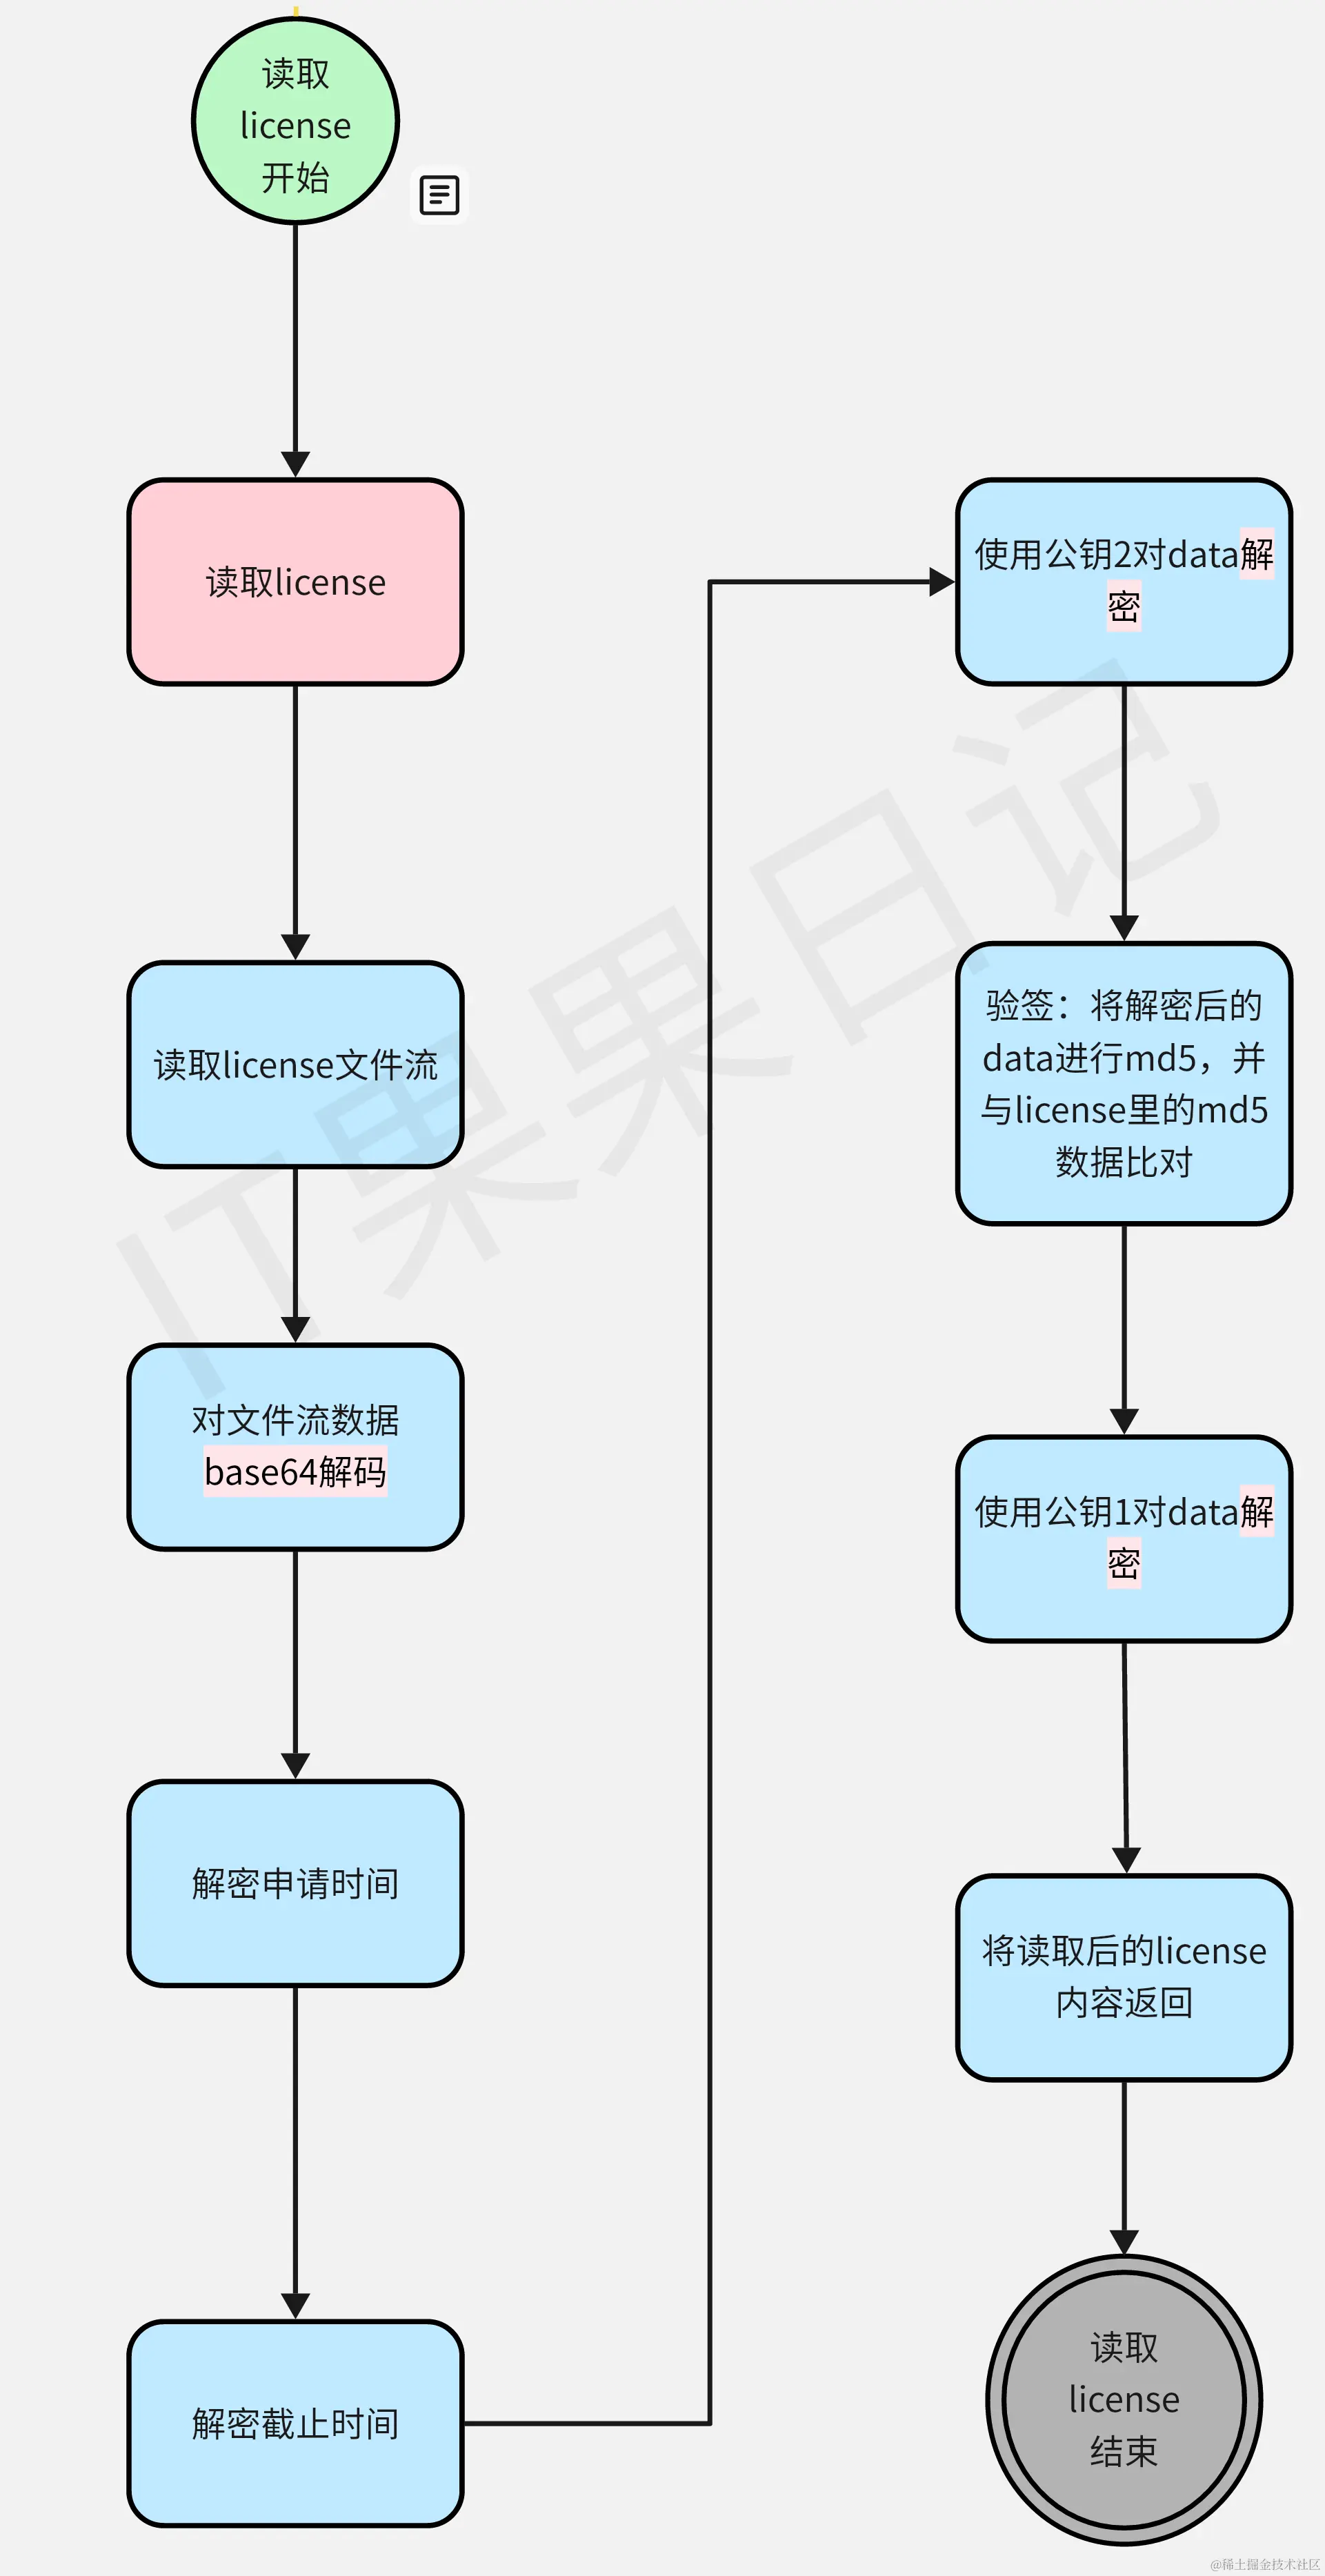 读取
license
开始
读取license
读取license文件流
对文件流数据
base64解码
解密申请时间
解密截止时间
使用公钥2对data解
密
验签：将解密后的
data进行md5，并
与license里的md5
数据比对
使用公钥1对data解
密
将读取后的license
内容返回
读取
license
结束
IT果果日记
@稀土掘金技术社区